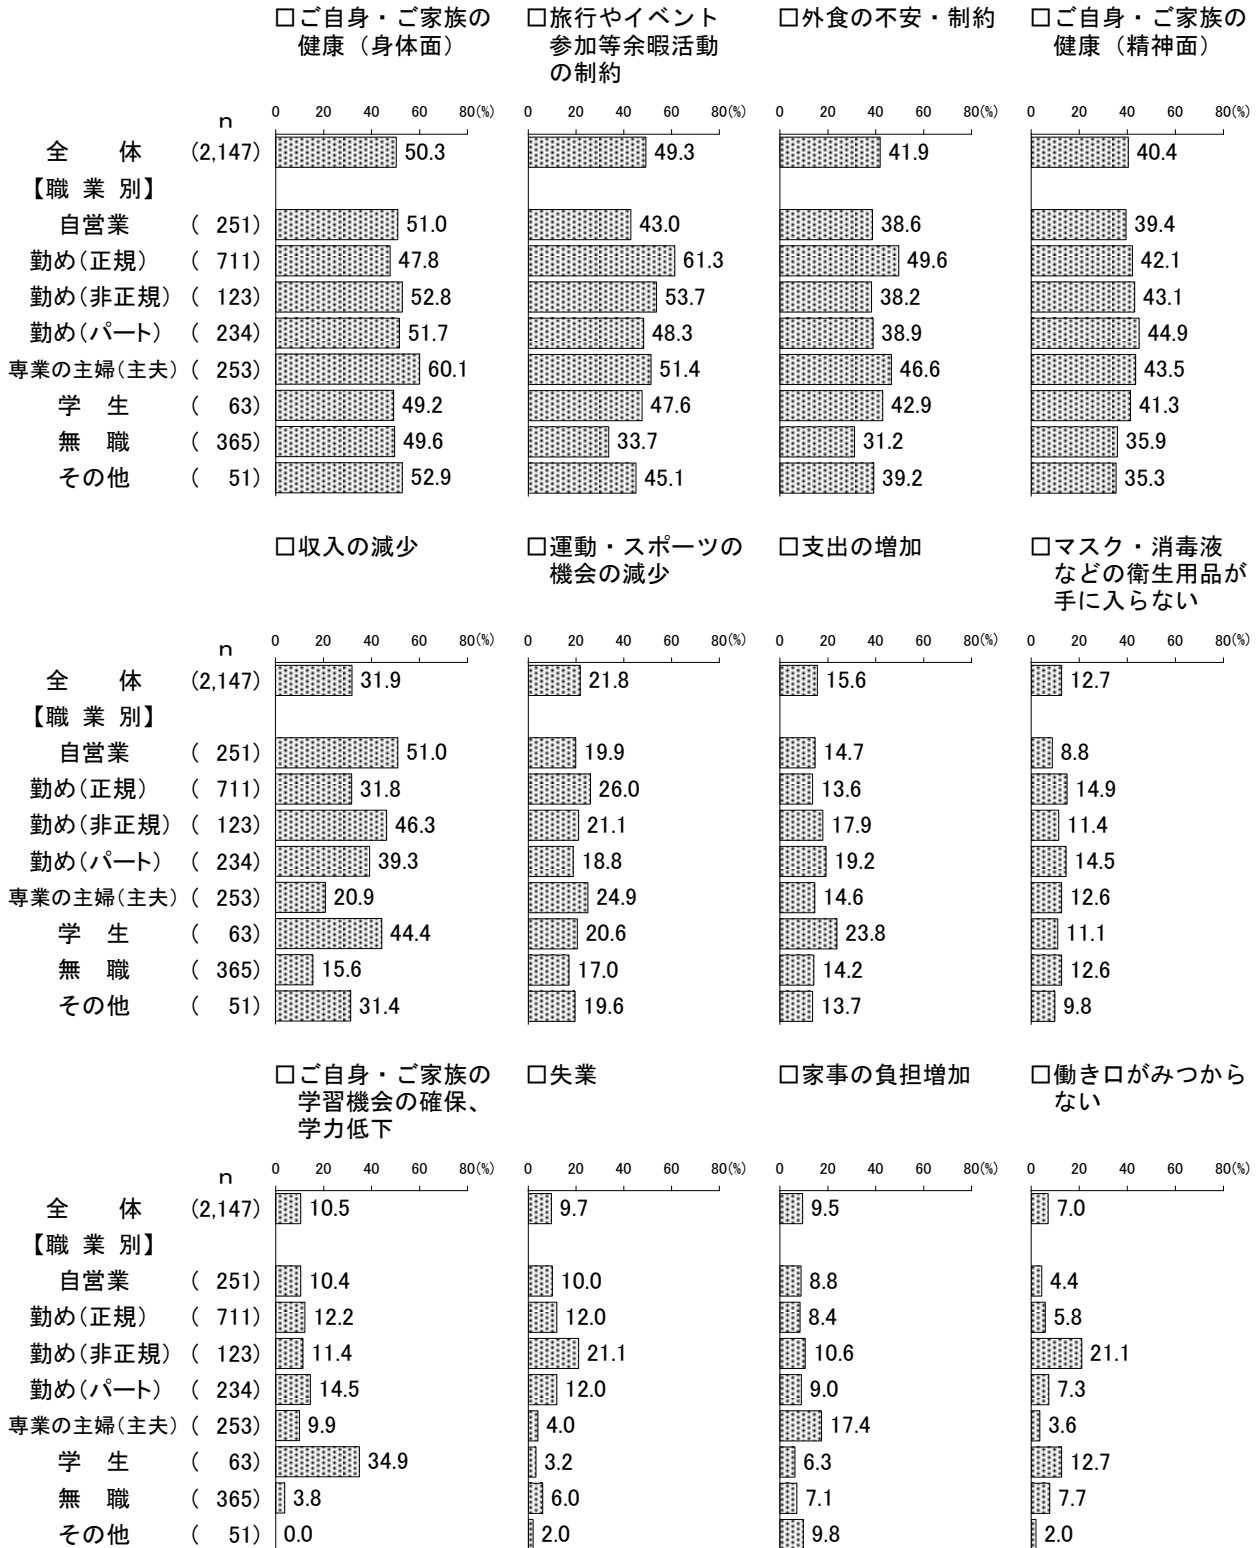 □ご自身・ご家族の
健康（身体面）
□旅行やイベント
参加等余暇活動
の制約
□外食の不安・制約
□ご自身・ご家族の
健康（精神面）
n
0 20 40 60 80(%) 0 20 40 60 80(%) 0 20 40 60 80(%) 0 20 40 60 80(%)
全　体 (2,147) 50.3 49.3 41.9 40.4
【職 業 別】
自営業 ( 251) 51.0 43.0 38.6 39.4
勤め(正規) ( 711) 47.8 61.3 49.6 42.1
勤め(非正規) ( 123) 52.8 53.7 38.2 43.1
勤め(パート) ( 234) 51.7 48.3 38.9 44.9
専業の主婦(主夫) ( 253) 60.1 51.4 46.6 43.5
学　生 ( 63) 49.2 47.6 42.9 41.3
無　職 ( 365) 49.6 33.7 31.2 35.9
その他 ( 51) 52.9 45.1 39.2 35.3
□収入の減少
□運動・スポーツの
機会の減少
□支出の増加
□マスク・消毒液
などの衛生用品が
手に入らない
n
0 20 40 60 80(%) 0 20 40 60 80(%) 0 20 40 60 80(%) 0 20 40 60 80(%)
全　体 (2,147) 31.9 21.8 15.6 12.7
【職 業 別】
自営業 ( 251) 51.0 19.9 14.7 8.8
勤め(正規) ( 711) 31.8 26.0 13.6 14.9
勤め(非正規) ( 123) 46.3 21.1 17.9 11.4
勤め(パート) ( 234) 39.3 18.8 19.2 14.5
専業の主婦(主夫) ( 253) 20.9 24.9 14.6 12.6
学　生 ( 63) 44.4 20.6 23.8 11.1
無　職 ( 365) 15.6 17.0 14.2 12.6
その他 ( 51) 31.4 19.6 13.7 9.8
□ご自身・ご家族の
学習機会の確保、
学力低下
□失業
□家事の負担増加
□働き口がみつから
ない
n
0 20 40 60 80(%) 0 20 40 60 80(%) 0 20 40 60 80(%) 0 20 40 60 80(%)
全　体 (2,147) 10.5 9.7 9.5 7.0
【職 業 別】
自営業 ( 251) 10.4 10.0 8.8 4.4
勤め(正規) ( 711) 12.2 12.0 8.4 5.8
勤め(非正規) ( 123) 11.4 21.1 10.6 21.1
勤め(パート) ( 234) 14.5 12.0 9.0 7.3
専業の主婦(主夫) ( 253) 9.9 4.0 17.4 3.6
学　生 ( 63) 34.9 3.2 6.3 12.7
無　職 ( 365) 3.8 6.0 7.1 7.7
その他 ( 51) 0.0 2.0 9.8 2.0